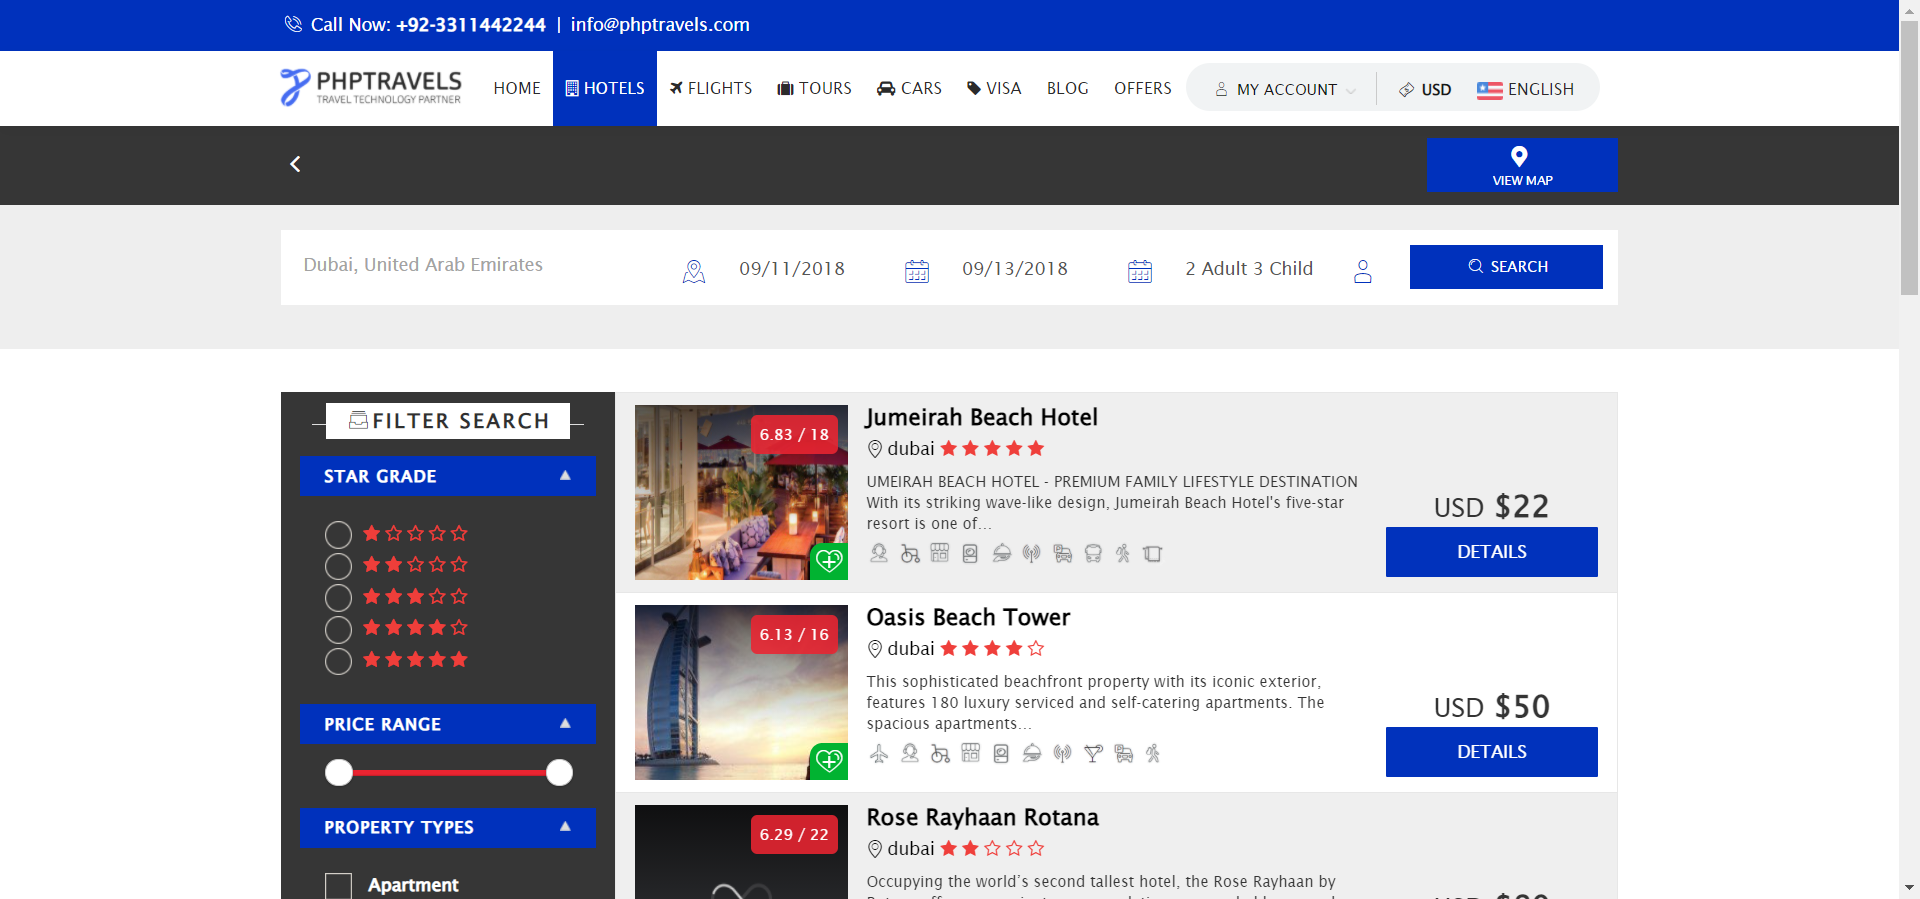 Call Now: +92-3311442244 | info@phptravels.com
PHPTRAVELS
TRAVEL TECHNOLOGY PARTNER
HOME HOTELS FLIGHTS TOURS CARS VISA BLOG OFFERS MY ACCOUNT USD ENGLISH
VIEW MAP
Dubai, United Arab Emirates 09/11/2018 09/13/2018 2 Adult 3 Child SEARCH
FILTER SEARCH
STAR GRADE
PRICE RANGE
PROPERTY TYPES
Apartment
6.83 / 18
Jumeirah Beach Hotel
dubai
UMEIRAH BEACH HOTEL - PREMIUM FAMILY LIFESTYLE DESTINATION
With its striking wave-like design, Jumeirah Beach Hotel's five-star
resort is one of...
USD $22
DETAILS
6.13 / 16
Oasis Beach Tower
dubai
This sophisticated beachfront property with its iconic exterior,
features 180 luxury serviced and self-catering apartments. The
spacious apartments...
USD $50
DETAILS
6.29 / 22
Rose Rayhaan Rotana
dubai
Occupying the world’s second tallest hotel, the Rose Rayhaan by